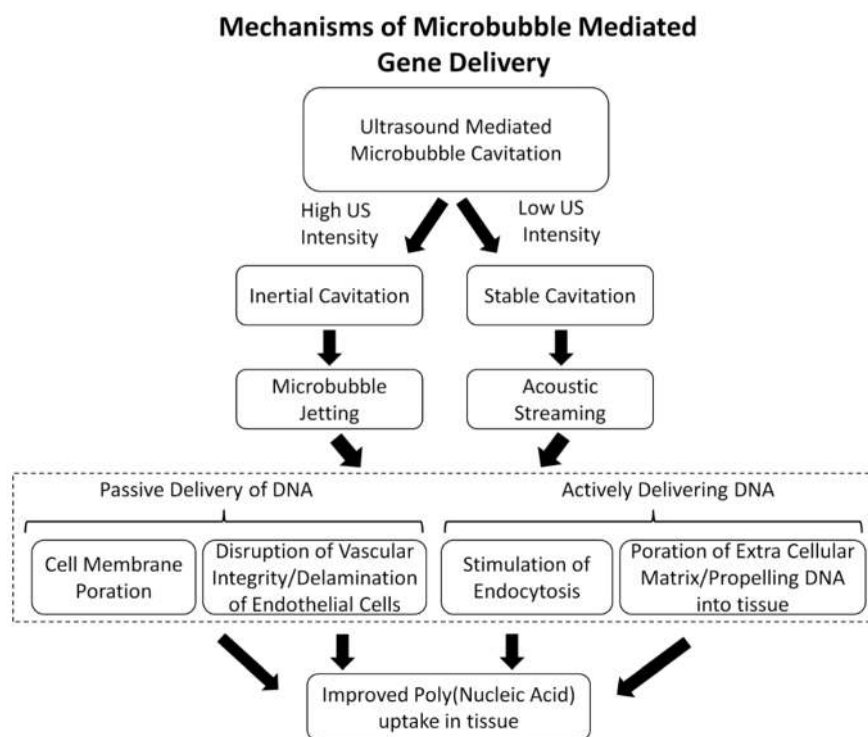 Mechanisms of Microbubble Mediated
Gene Delivery
Ultrasound Mediated
Microbubble Cavitation
High US
Intensity
Low US
Intensity
Inertial Cavitation
Stable Cavitation
Microbubble
Jetting
Acoustic
Streaming
Passive Delivery of DNA
Actively Delivering DNA
Cell Membrane
Poration
Disruption of Vascular
Integrity/Delamination
of Endothelial Cells
Stimulation of
Endocytosis
Poration of Extra Cellular
Matrix/Propelling DNA
into tissue
Improved Poly(Nucleic Acid)
uptake in tissue